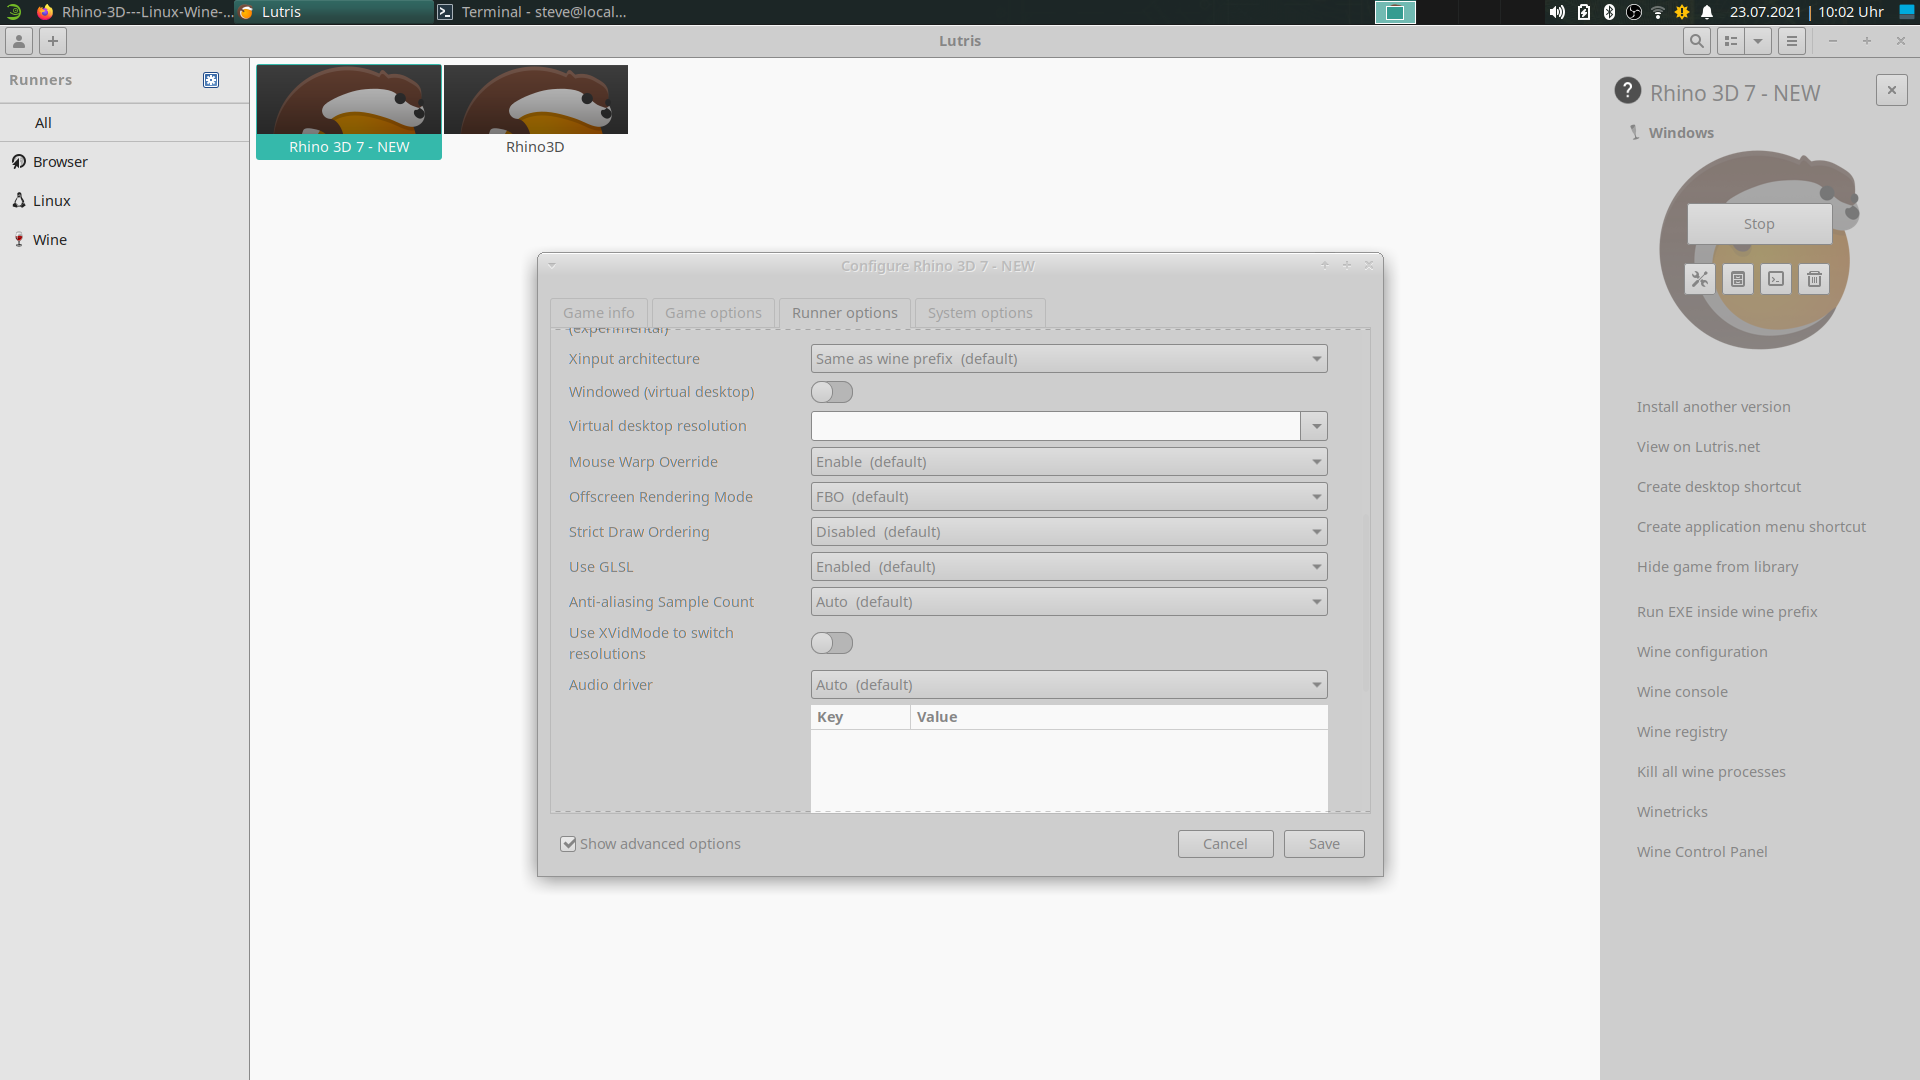 Rhino-3D---Linux-Wine-...
Lutris
Terminal - steve@local...
23.07.2021 | 10:02 Uhr
Lutris
Runners
All
Browser
Linux
Wine
Rhino 3D 7 - NEW
Rhino3D
Configure Rhino 3D 7 - NEW
Game info
Game options
Runner options
System options
(experimental)
Xinput architecture
Same as wine prefix (default)
Windowed (virtual desktop)
Virtual desktop resolution
Mouse Warp Override
Enable (default)
Offscreen Rendering Mode
FBO (default)
Strict Draw Ordering
Disabled (default)
Use GLSL
Enabled (default)
Anti-aliasing Sample Count
Auto (default)
Use XVidMode to switch
resolutions
Audio driver
Auto (default)
Key
Value
Show advanced options
Cancel
Save
Rhino 3D 7 - NEW
Windows
Stop
Install another version
View on Lutris.net
Create desktop shortcut
Create application menu shortcut
Hide game from library
Run EXE inside wine prefix
Wine configuration
Wine console
Wine registry
Kill all wine processes
Winetricks
Wine Control Panel